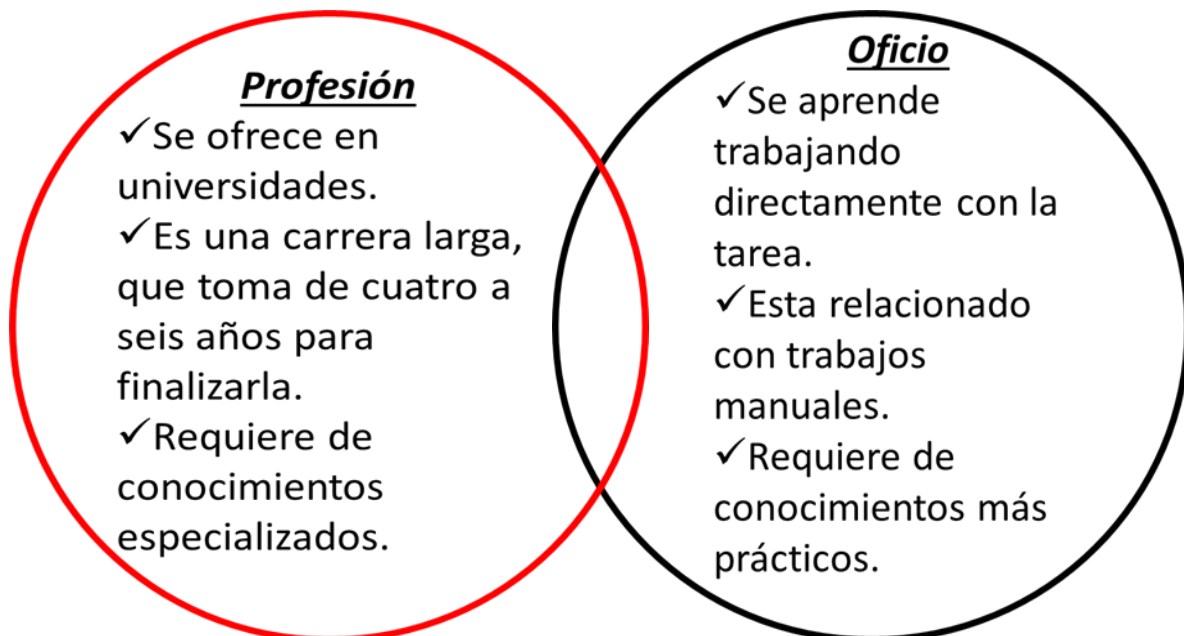 Profesión
✓Se ofrece en
universidades.
✓Es una carrera larga,
que toma de cuatro a
seis años para
finalizarla.
✓Requiere de
conocimientos
especializados.
Oficio
✓Se aprende
trabajando
directamente con la
tarea.
✓Esta relacionado
con trabajos
manuales.
✓Requiere de
conocimientos más
prácticos.